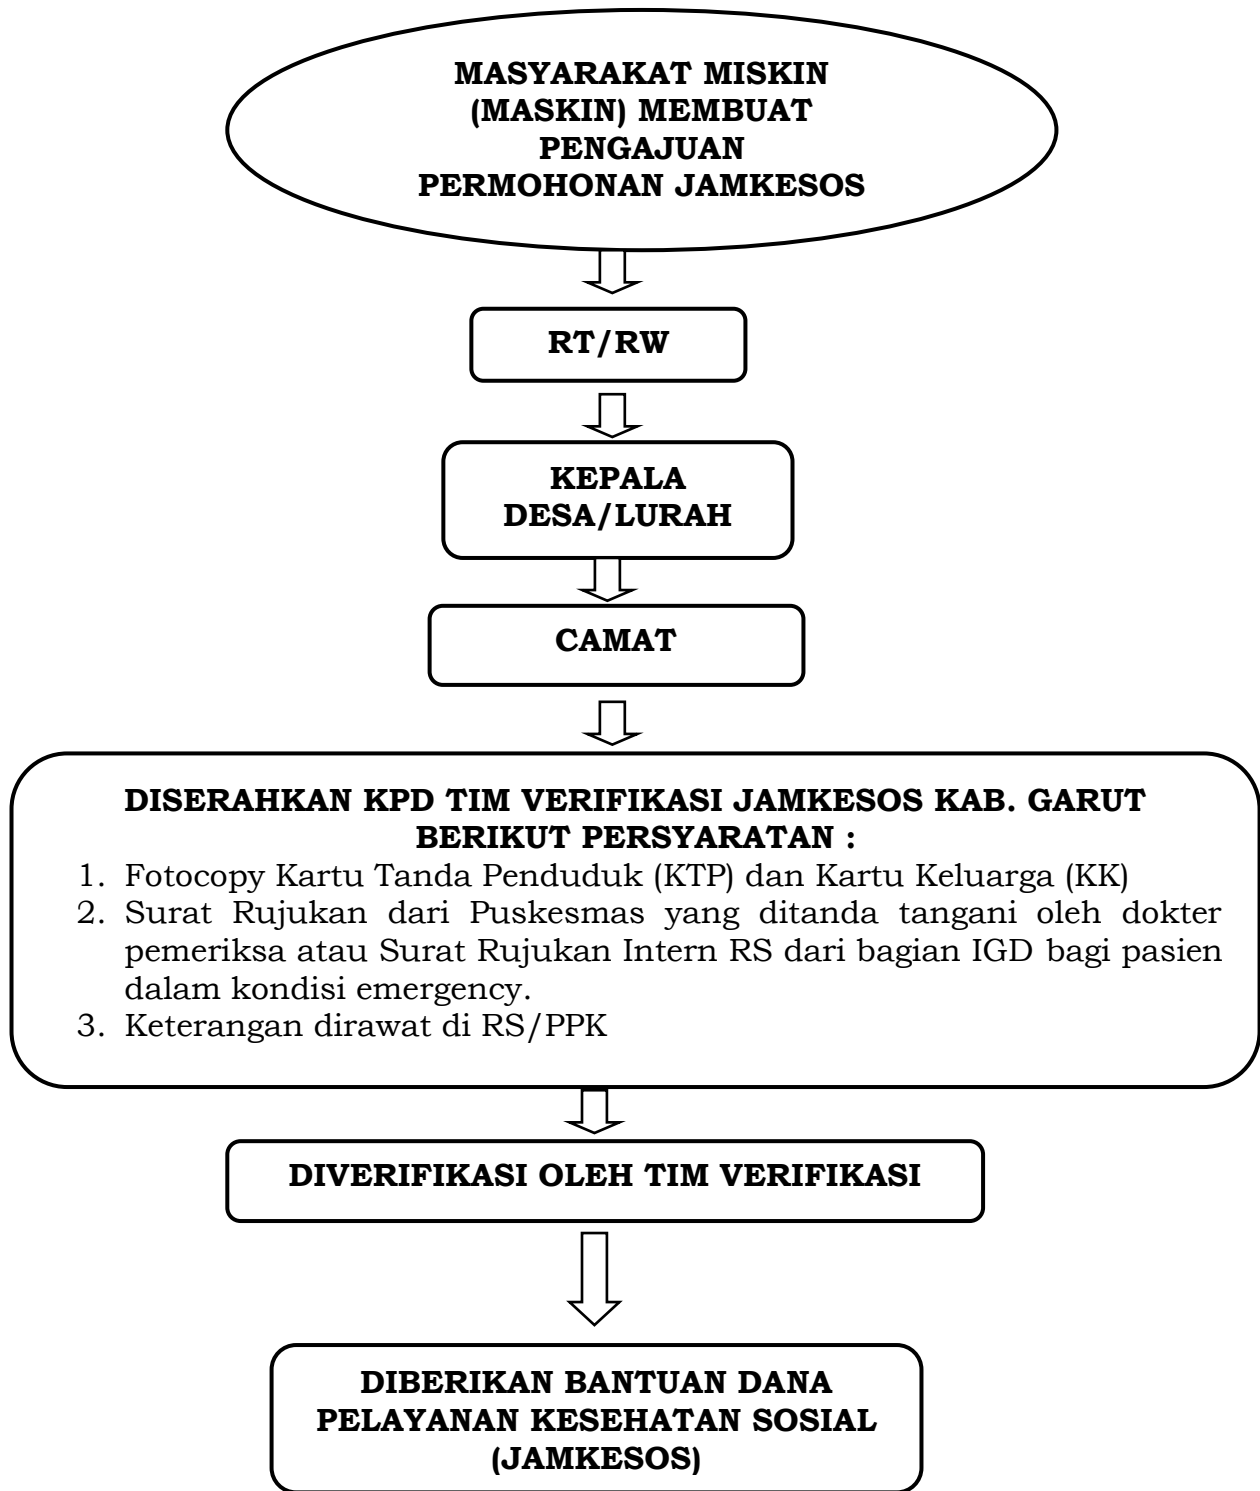 MASYARAKAT MISKIN
(MASKIN) MEMBUAT
PENGAJUAN
PERMOHONAN JAMKESOS
RT/RW
KEPALA
DESA/LURAH
CAMAT
DISERAHKAN KPD TIM VERIFIKASI JAMKESOS KAB. GARUT
BERIKUT PERSYARATAN :
1. Fotocopy Kartu Tanda Penduduk (KTP) dan Kartu Keluarga (KK)
2. Surat Rujukan dari Puskesmas yang ditanda tangani oleh dokter
pemeriksa atau Surat Rujukan Intern RS dari bagian IGD bagi pasien
dalam kondisi emergency.
3. Keterangan dirawat di RS/PPK
DIVERIFIKASI OLEH TIM VERIFIKASI
DIBERIKAN BANTUAN DANA
PELAYANAN KESEHATAN SOSIAL
(JAMKESOS)